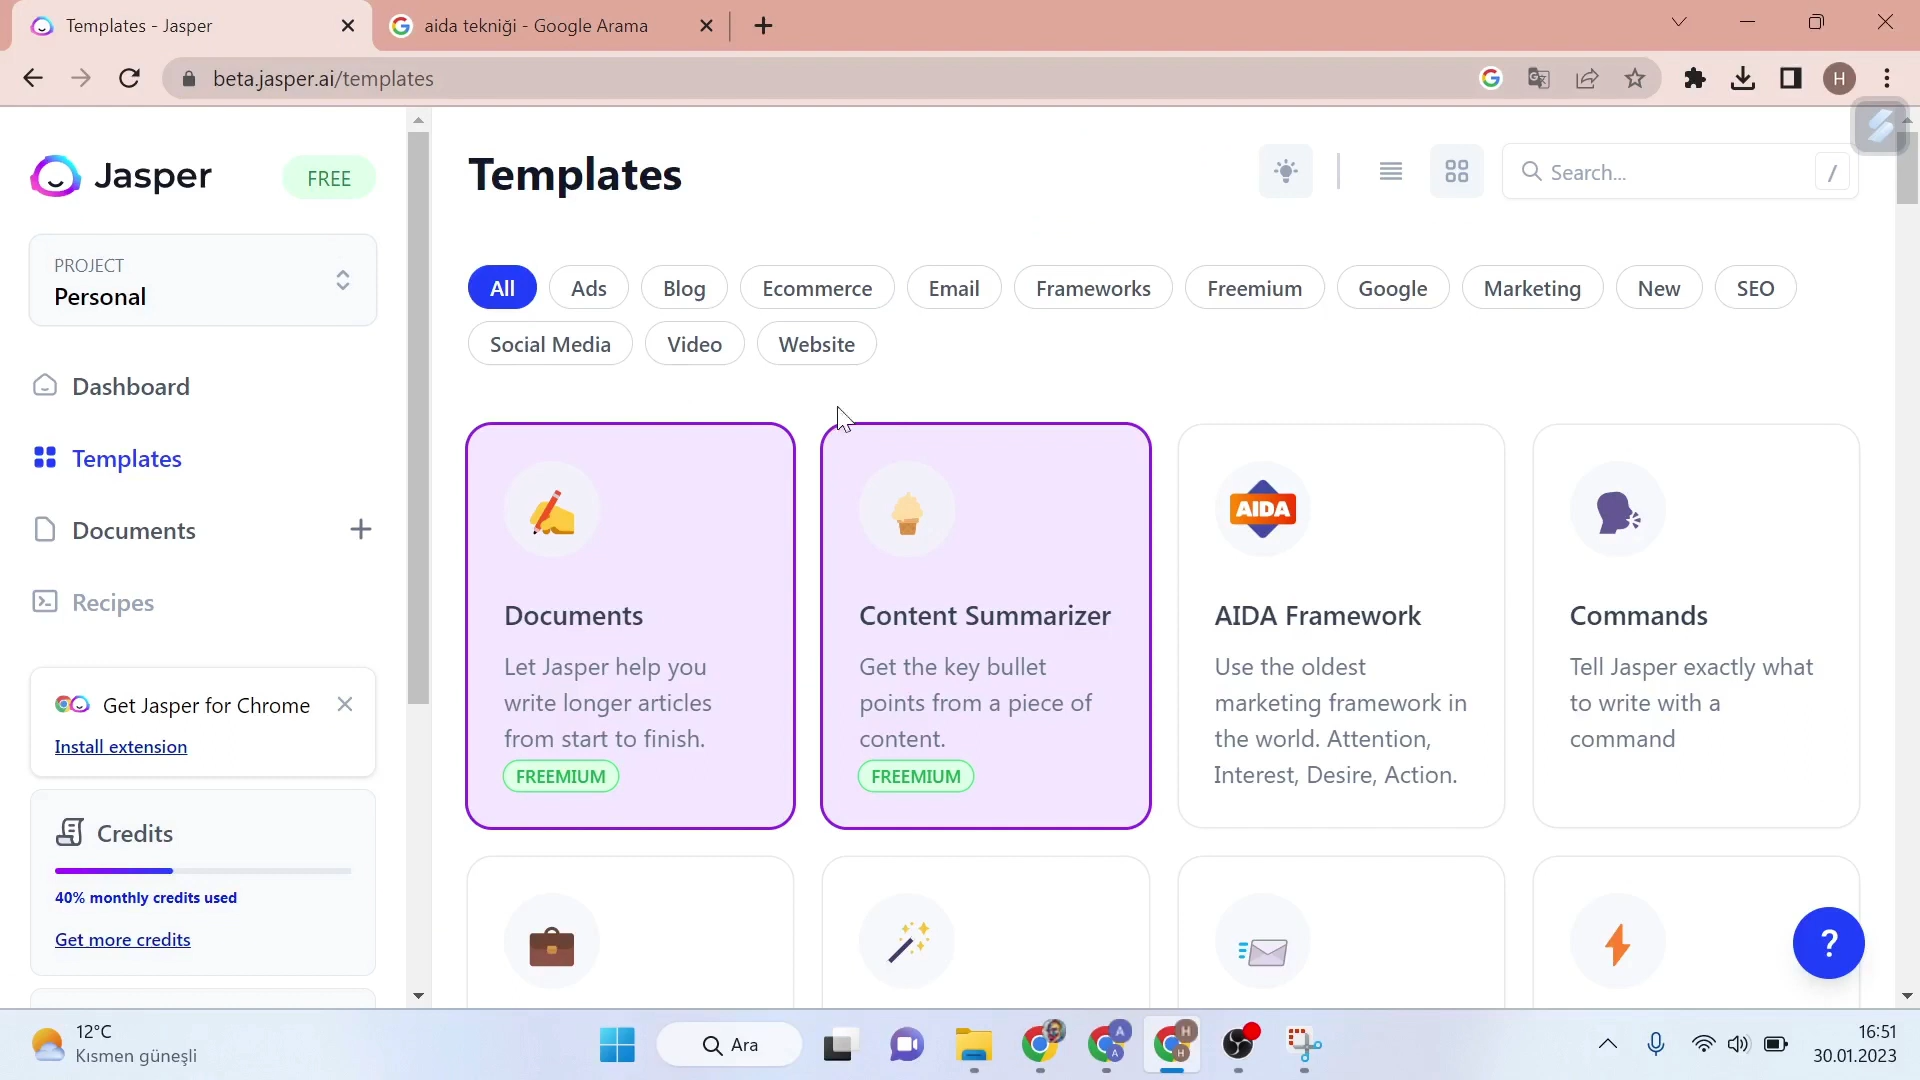 Templates - Jasper
aida tekniği - Google Arama
beta.jasper.ai/templates
H
Jasper
FREE
PROJECT
Personal
Dashboard
Templates
Documents
Recipes
Get Jasper for Chrome
Install extension
Credits
40% monthly credits used
Get more credits
Templates
Search...
/
All
Ads
Blog
Ecommerce
Email
Frameworks
Freemium
Google
Marketing
New
SEO
Social Media
Video
Website
Documents
Let Jasper help you
write longer articles
from start to finish.
FREEMIUM
Content Summarizer
Get the key bullet
points from a piece of
content.
FREEMIUM
AIDA
AIDA Framework
Use the oldest
marketing framework in
the world. Attention,
Interest, Desire, Action.
Commands
Tell Jasper exactly what
to write with a
command
?
12°C
Kısmen güneşli
Ara
A
A
H
H
16:51
30.01.2023